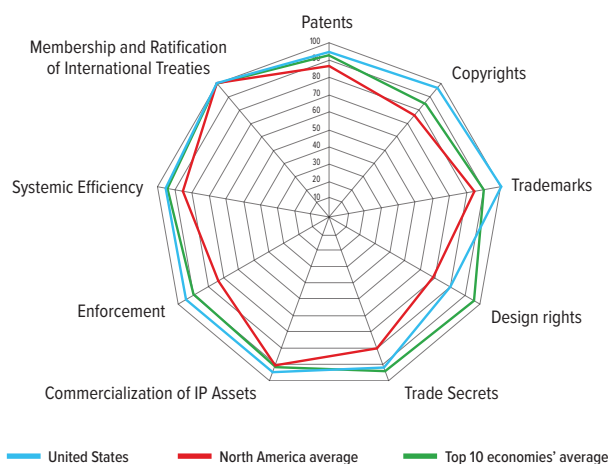 Patents
100
90
80
70
60
50
40
30
20
10
Membership and Ratification
of International Treaties
Copyrights
Systemic Efficiency
Trademarks
Enforcement
Design rights
Commercialization of IP Assets
Trade Secrets
United States
North America average
Top 10 economies’ average